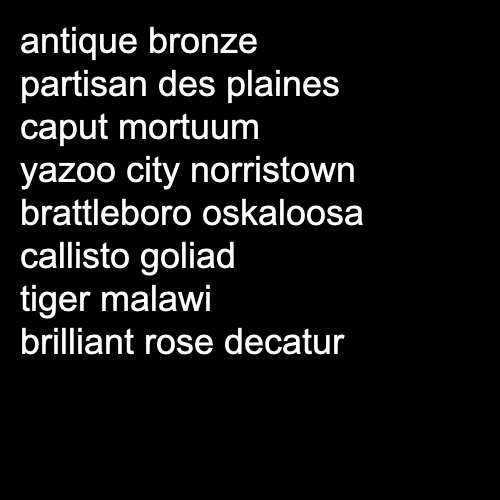 antique bronze
partisan des plaines
caput mortuum
yazoo city norristown
brattleboro oskaloosa
callisto goliad
tiger malawi
brilliant rose decatur